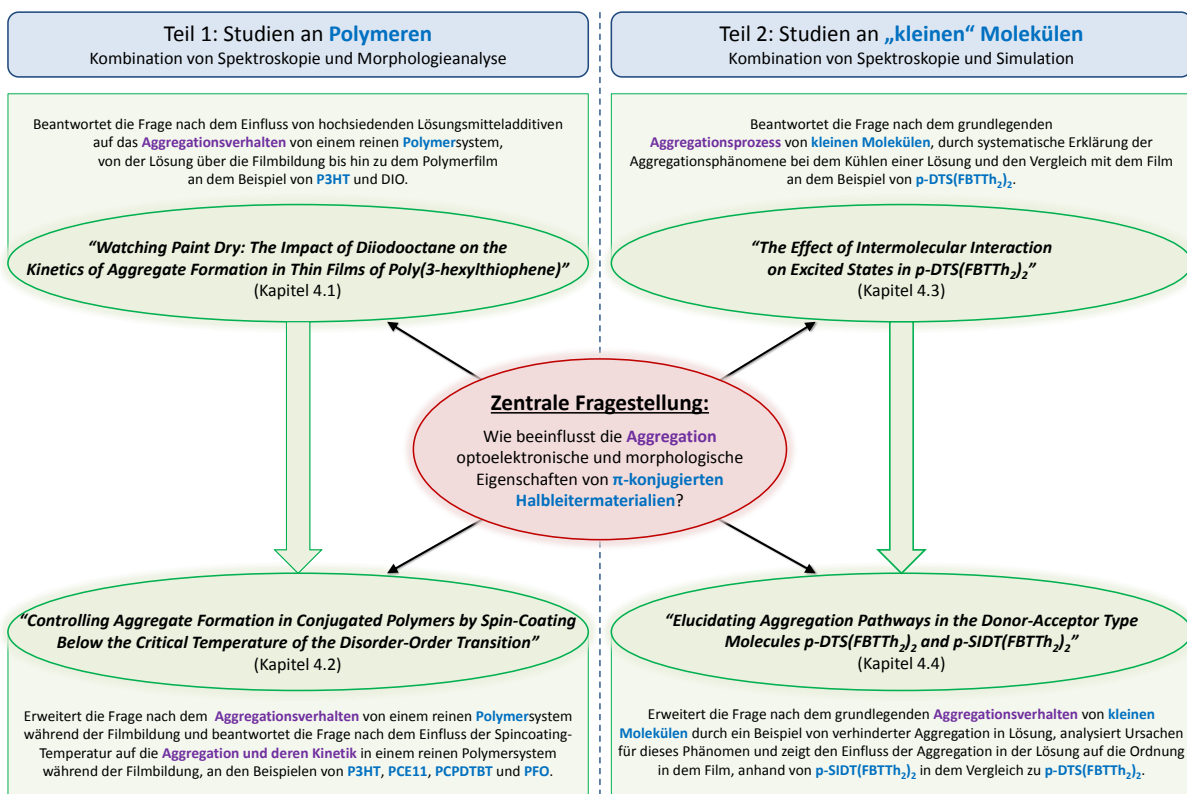 Teil 1: Studien an Polymeren
Kombination von Spektroskopie und Morphologieanalyse
Beantwortet die Frage nach dem Einfluss von hochsiedenden Lösungsmitteladditiven
auf das Aggregationsverhalten von einem reinen Polymersystem,
von der Lösung über die Filmbildung bis hin zu dem Polymerfilm
an dem Beispiel von P3HT und DIO.
“Watching Paint Dry: The Impact of Diiodooctane on the
Kinetics of Aggregate Formation in Thin Films of Poly(3-hexylthiophene)”
(Kapitel 4.1)
Teil 2: Studien an „kleinen“ Molekülen
Kombination von Spektroskopie und Simulation
Beantwortet die Frage nach dem grundlegenden
Aggregationsprozess von kleinen Molekülen, durch systematische Erklärung der
Aggregationsphänomene bei dem Kühlen einer Lösung und den Vergleich mit dem Film
an dem Beispiel von p-DTS(FBTTh₂)₂.
“The Effect of Intermolecular Interaction
on Excited States in p-DTS(FBTTh₂)₂”
(Kapitel 4.3)
Zentrale Fragestellung:
Wie beeinflusst die Aggregation
optoelektronische und morphologische
Eigenschaften von π-konjugierten
Halbleitermaterialien?
“Controlling Aggregate Formation in Conjugated Polymers by Spin-Coating
Below the Critical Temperature of the Disorder-Order Transition”
(Kapitel 4.2)
Erweitert die Frage nach dem Aggregationsverhalten von einem reinen Polymersystem
während der Filmbildung und beantwortet die Frage nach dem Einfluss der Spincoating-
Temperatur auf die Aggregation und deren Kinetik in einem reinen Polymersystem
während der Filmbildung, an den Beispielen von P3HT, PCE11, PCPDTBT und PFO.
“Elucidating Aggregation Pathways in the Donor-Acceptor Type
Molecules p-DTS(FBTTh₂)₂ and p-SIDT(FBTTh₂)₂”
(Kapitel 4.4)
Erweitert die Frage nach dem grundlegenden Aggregationsverhalten von kleinen
Molekülen durch ein Beispiel von verhinderter Aggregation in Lösung, analysiert Ursachen
für dieses Phänomen und zeigt den Einfluss der Aggregation in der Lösung auf die Ordnung
in dem Film, anhand von p-SIDT(FBTTh₂)₂ in dem Vergleich zu p-DTS(FBTTh₂)₂.